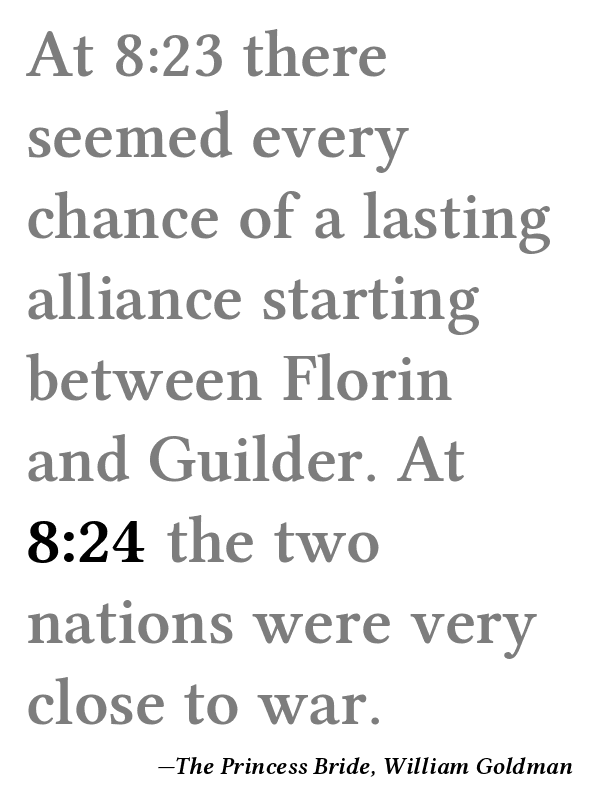 At 8:23 there
seemed every
chance of a lasting
alliance starting
between Florin
and Guilder. At
8:24 the two
nations were very
close to war.
—The Princess Bride, William Goldman